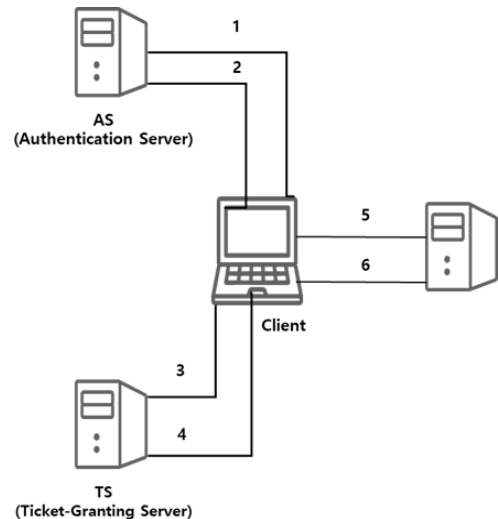 1
2
AS
(Authentication Server)
5
6
Client
3
4
TS
(Ticket-Granting Server)